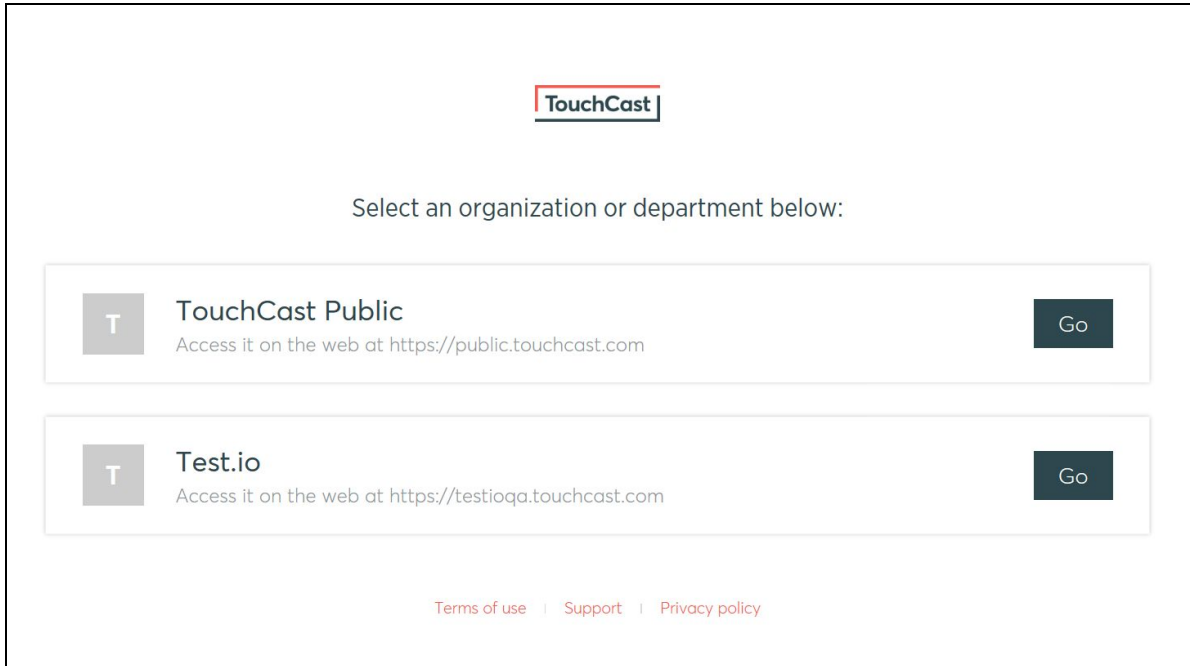 TouchCast
Select an organization or department below:
T
TouchCast Public
Access it on the web at https://public.touchcast.com
Go
T
Test.io
Access it on the web at https://testioqa.touchcast.com
Go
Terms of use | Support | Privacy policy